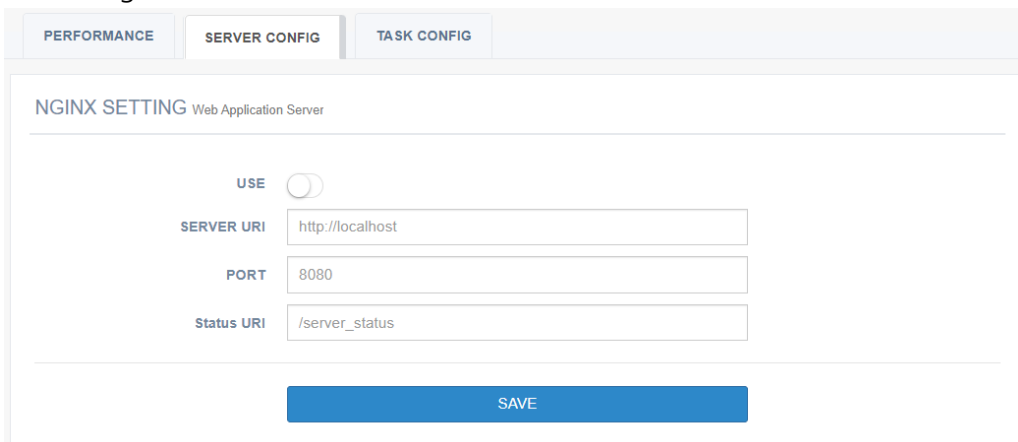 PERFORMANCE SERVER CONFIG TASK CONFIG
NGINX SETTING Web Application Server
USE
SERVER URI http://localhost
PORT 8080
Status URI /server_status
SAVE